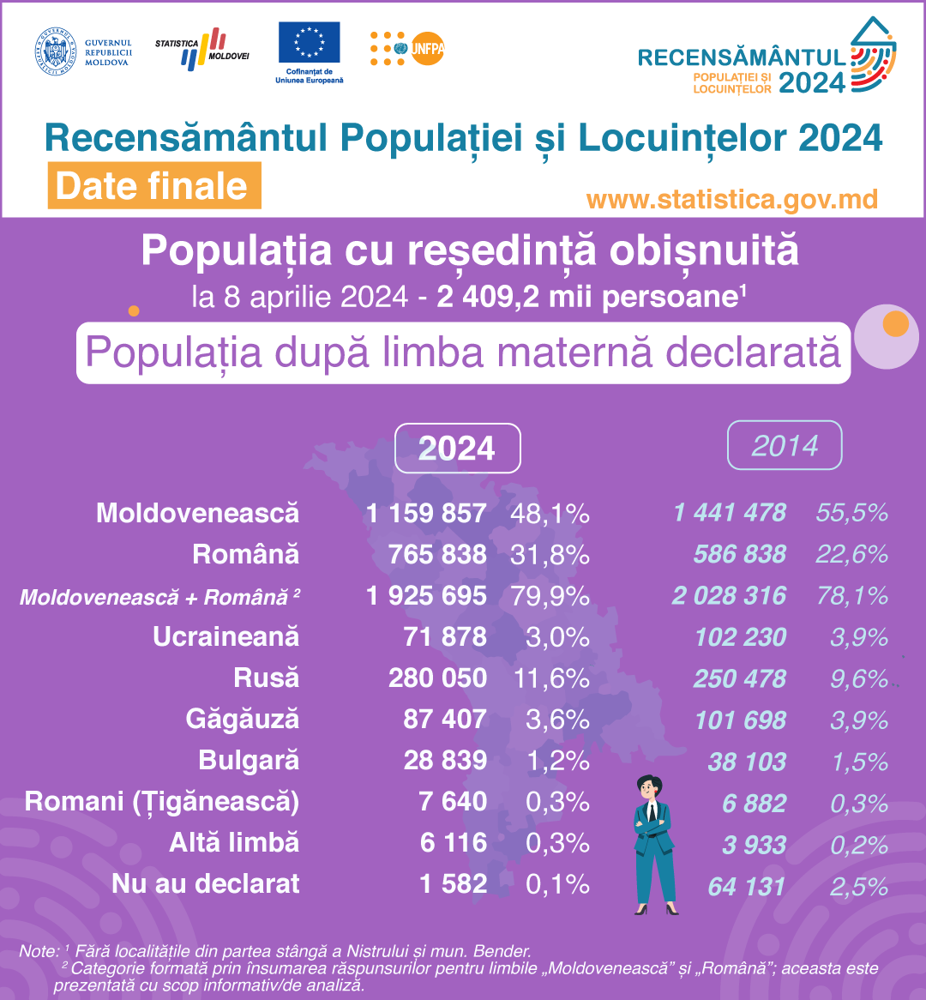 GUVERNUL
REPUBLICII
MOLDOVA
STATISTICA
MOLDOVEI
Cofinanțat de
Uniunea Europeană
UNFPA
RECENSĂMÂNTUL
POPULAȚIEI ȘI
LOCUINȚELOR
2024
Recensământul Populației și Locuințelor 2024
Date finale
www.statistica.gov.md
Populația cu reședință obișnuită
la 8 aprilie 2024 - 2 409,2 mii persoane¹
Populația după limba maternă declarată
2024 2014
Moldovenească 1 159 857 48,1% 1 441 478 55,5%
Română 765 838 31,8% 586 838 22,6%
Moldovenească + Română ² 1 925 695 79,9% 2 028 316 78,1%
Ucraineană 71 878 3,0% 102 230 3,9%
Rusă 280 050 11,6% 250 478 9,6%
Găgăuză 87 407 3,6% 101 698 3,9%
Bulgară 28 839 1,2% 38 103 1,5%
Romani (Țigănească) 7 640 0,3% 6 882 0,3%
Altă limbă 6 116 0,3% 3 933 0,2%
Nu au declarat 1 582 0,1% 64 131 2,5%
Note: ¹ Fără localitățile din partea stângă a Nistrului și mun. Bender.
² Categorie formată prin însumarea răspunsurilor pentru limbile „Moldovenească” și „Română”; aceasta este
prezentată cu scop informativ/de analiză.